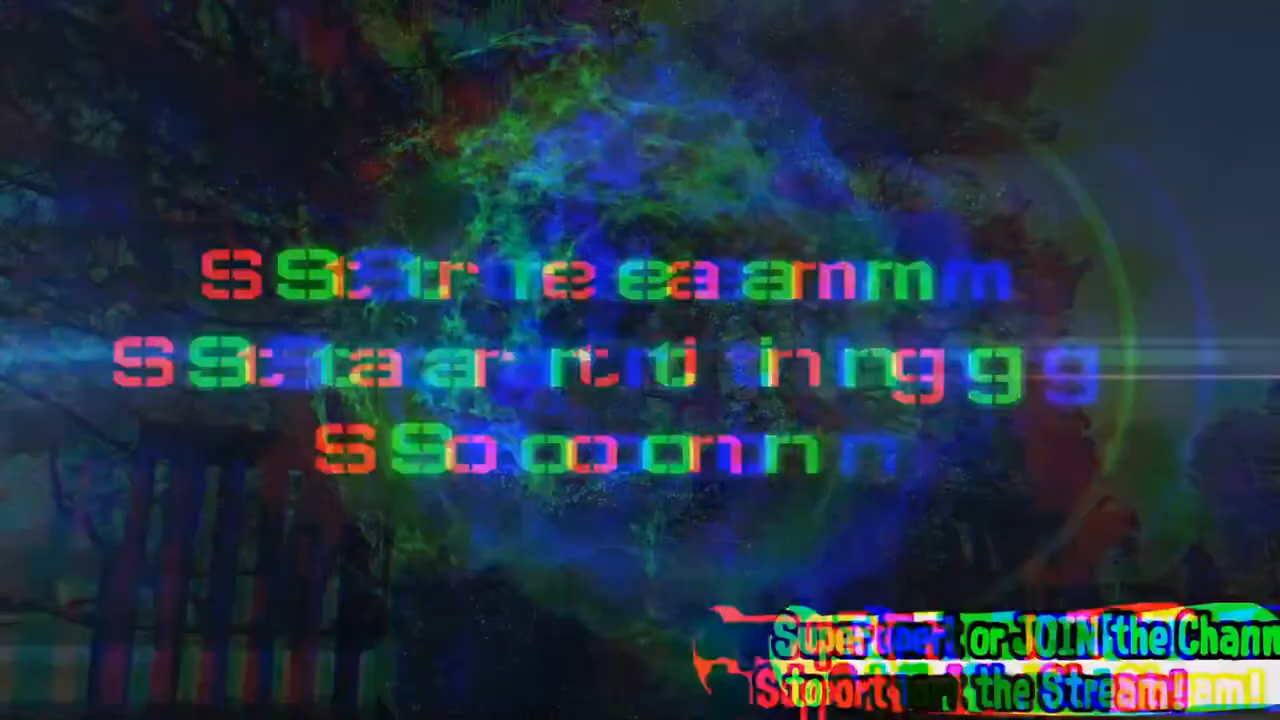 Stream
Starting
Soon
or JOIN the Chann
the Stream!